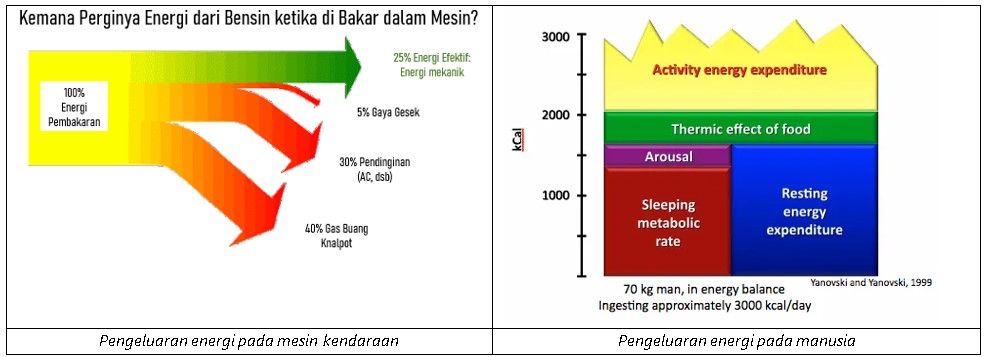 Kemana Perginya Energi dari Bensin ketika di Bakar dalam Mesin?
100%
Energi
Pembakaran
25% Energi Efektif:
Energi mekanik
5% Gaya Gesek
30% Pendinginan
(AC, dsb)
40% Gas Buang
Knalpot
Pengeluaran energi pada mesin kendaraan
kCal
3000
2000
1000
Activity energy expenditure
Thermic effect of food
Arousal
Sleeping
metabolic
rate
Resting
energy
expenditure
Yanovski and Yanovski, 1999
70 kg man, in energy balance
Ingesting approximately 3000 kcal/day
Pengeluaran energi pada manusia